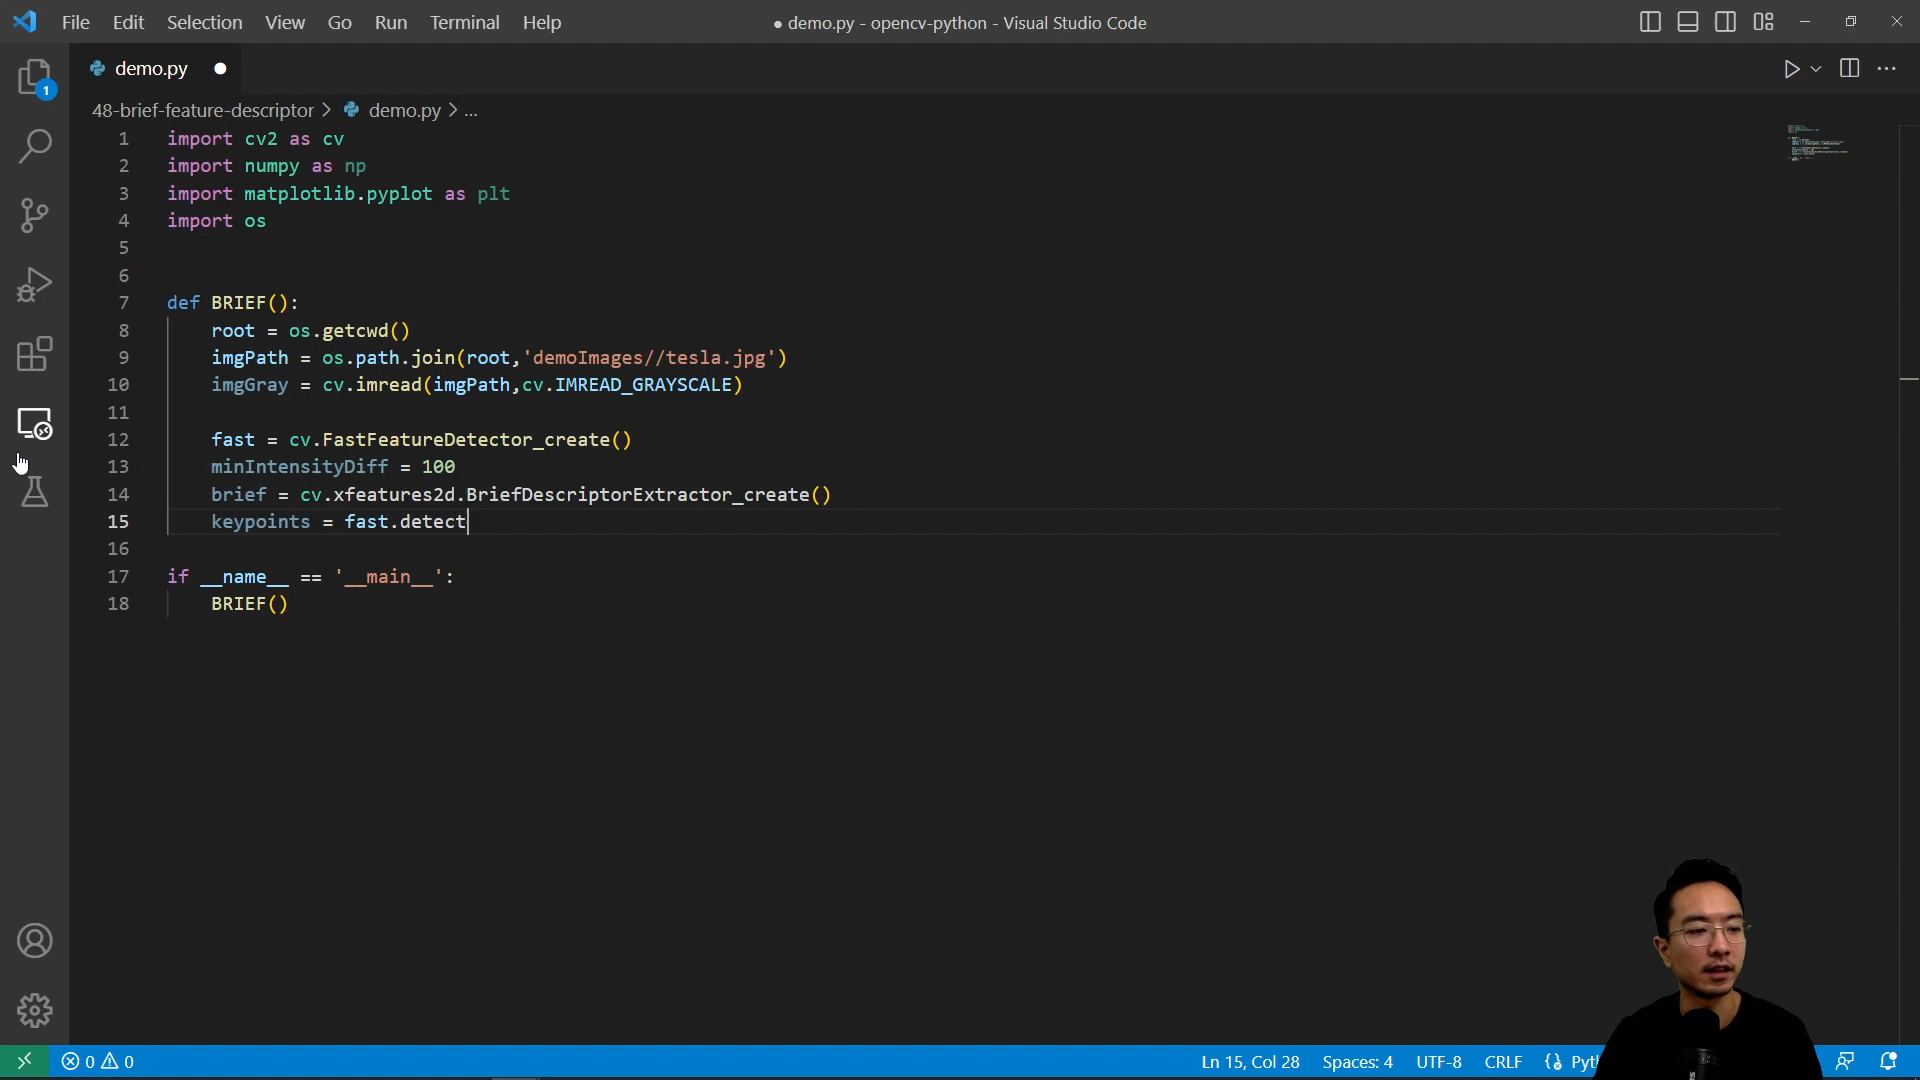 File Edit Selection View Go Run Terminal Help
● demo.py - opencv-python - Visual Studio Code
demo.py
1
48-brief-feature-descriptor > demo.py > ...
1 import cv2 as cv
2 import numpy as np
3 import matplotlib.pyplot as plt
4 import os
5
6
7 def BRIEF():
8 root = os.getcwd()
9 imgPath = os.path.join(root,'demoImages//tesla.jpg')
10 imgGray = cv.imread(imgPath,cv.IMREAD_GRAYSCALE)
11
12 fast = cv.FastFeatureDetector_create()
13 minIntensityDiff = 100
14 brief = cv.xfeatures2d.BriefDescriptorExtractor_create()
15 keypoints = fast.detect
16
17 if __name__ == '__main__':
18 BRIEF()
0 0 Ln 15, Col 28 Spaces: 4 UTF-8 CRLF